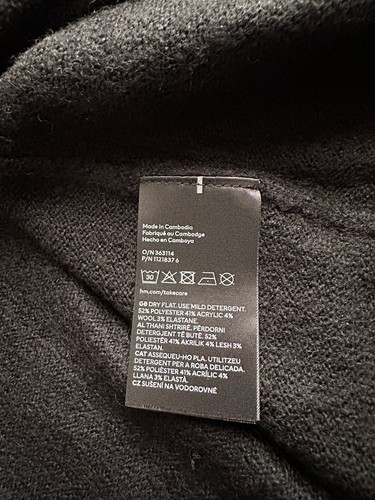 Made in Cambodia
Fabriqué au Cambodge
Hecho en Camboya
O/N 363114
P/N 1121837 6
30
hm.com/takecare
GB DRY FLAT. USE MILD DETERGENT.
52% POLYESTER 41% ACRYLIC 4%
WOOL 3% ELASTANE.
AL THANI SHTRIRË. PËRDORNI
DETERGJENT TË BUTË. 52%
POLIESTËR 41% AKRILIK 4% LESH 3%
ELASTAN.
CAT ASSEQUEU-HO PLA. UTILITZEU
DETERGENT PER A ROBA DELICADA.
52% POLIÈSTER 41% ACRÍLIC 4%
LLANA 3% ELASTÀ.
CZ SUŠENÍ NA VODOROVNÉ